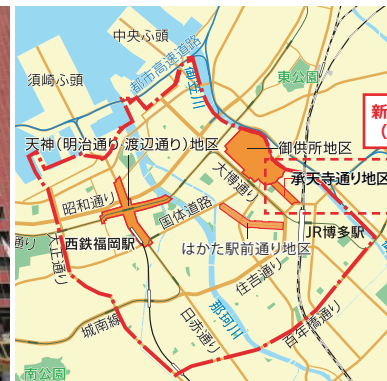 中央ふ頭
都市高速道路
須崎ふ頭
御笠川
東公園
新
(
天神(明治通り 渡辺通り)地区
御供所地区
大博通り
承天寺通り地区
昭和通り
国体道路
大正通り
西鉄福岡駅
JR博多駅
はかた駅前通り地区
住吉通り
那珂川
城南線
日赤通り
百年橋通り
南公園